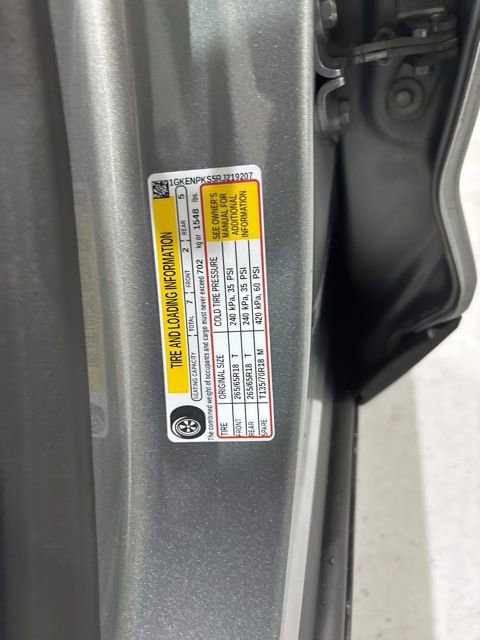 1GKENPKS5RJ219207
TIRE AND LOADING INFORMATION
SEATING CAPACITY TOTAL 7 FRONT 2 REAR 5
The combined weight of occupants and cargo must never exceed 702 kg or 1548 lbs.
TIRE ORIGINAL SIZE COLD TIRE PRESSURE
FRONT 265/65R18 T 240 kPa, 35 PSI
REAR 265/65R18 T 240 kPa, 35 PSI
SPARE T135/70R18 M 420 kPa, 60 PSI
SEE OWNER'S
MANUAL FOR
ADDITIONAL
INFORMATION